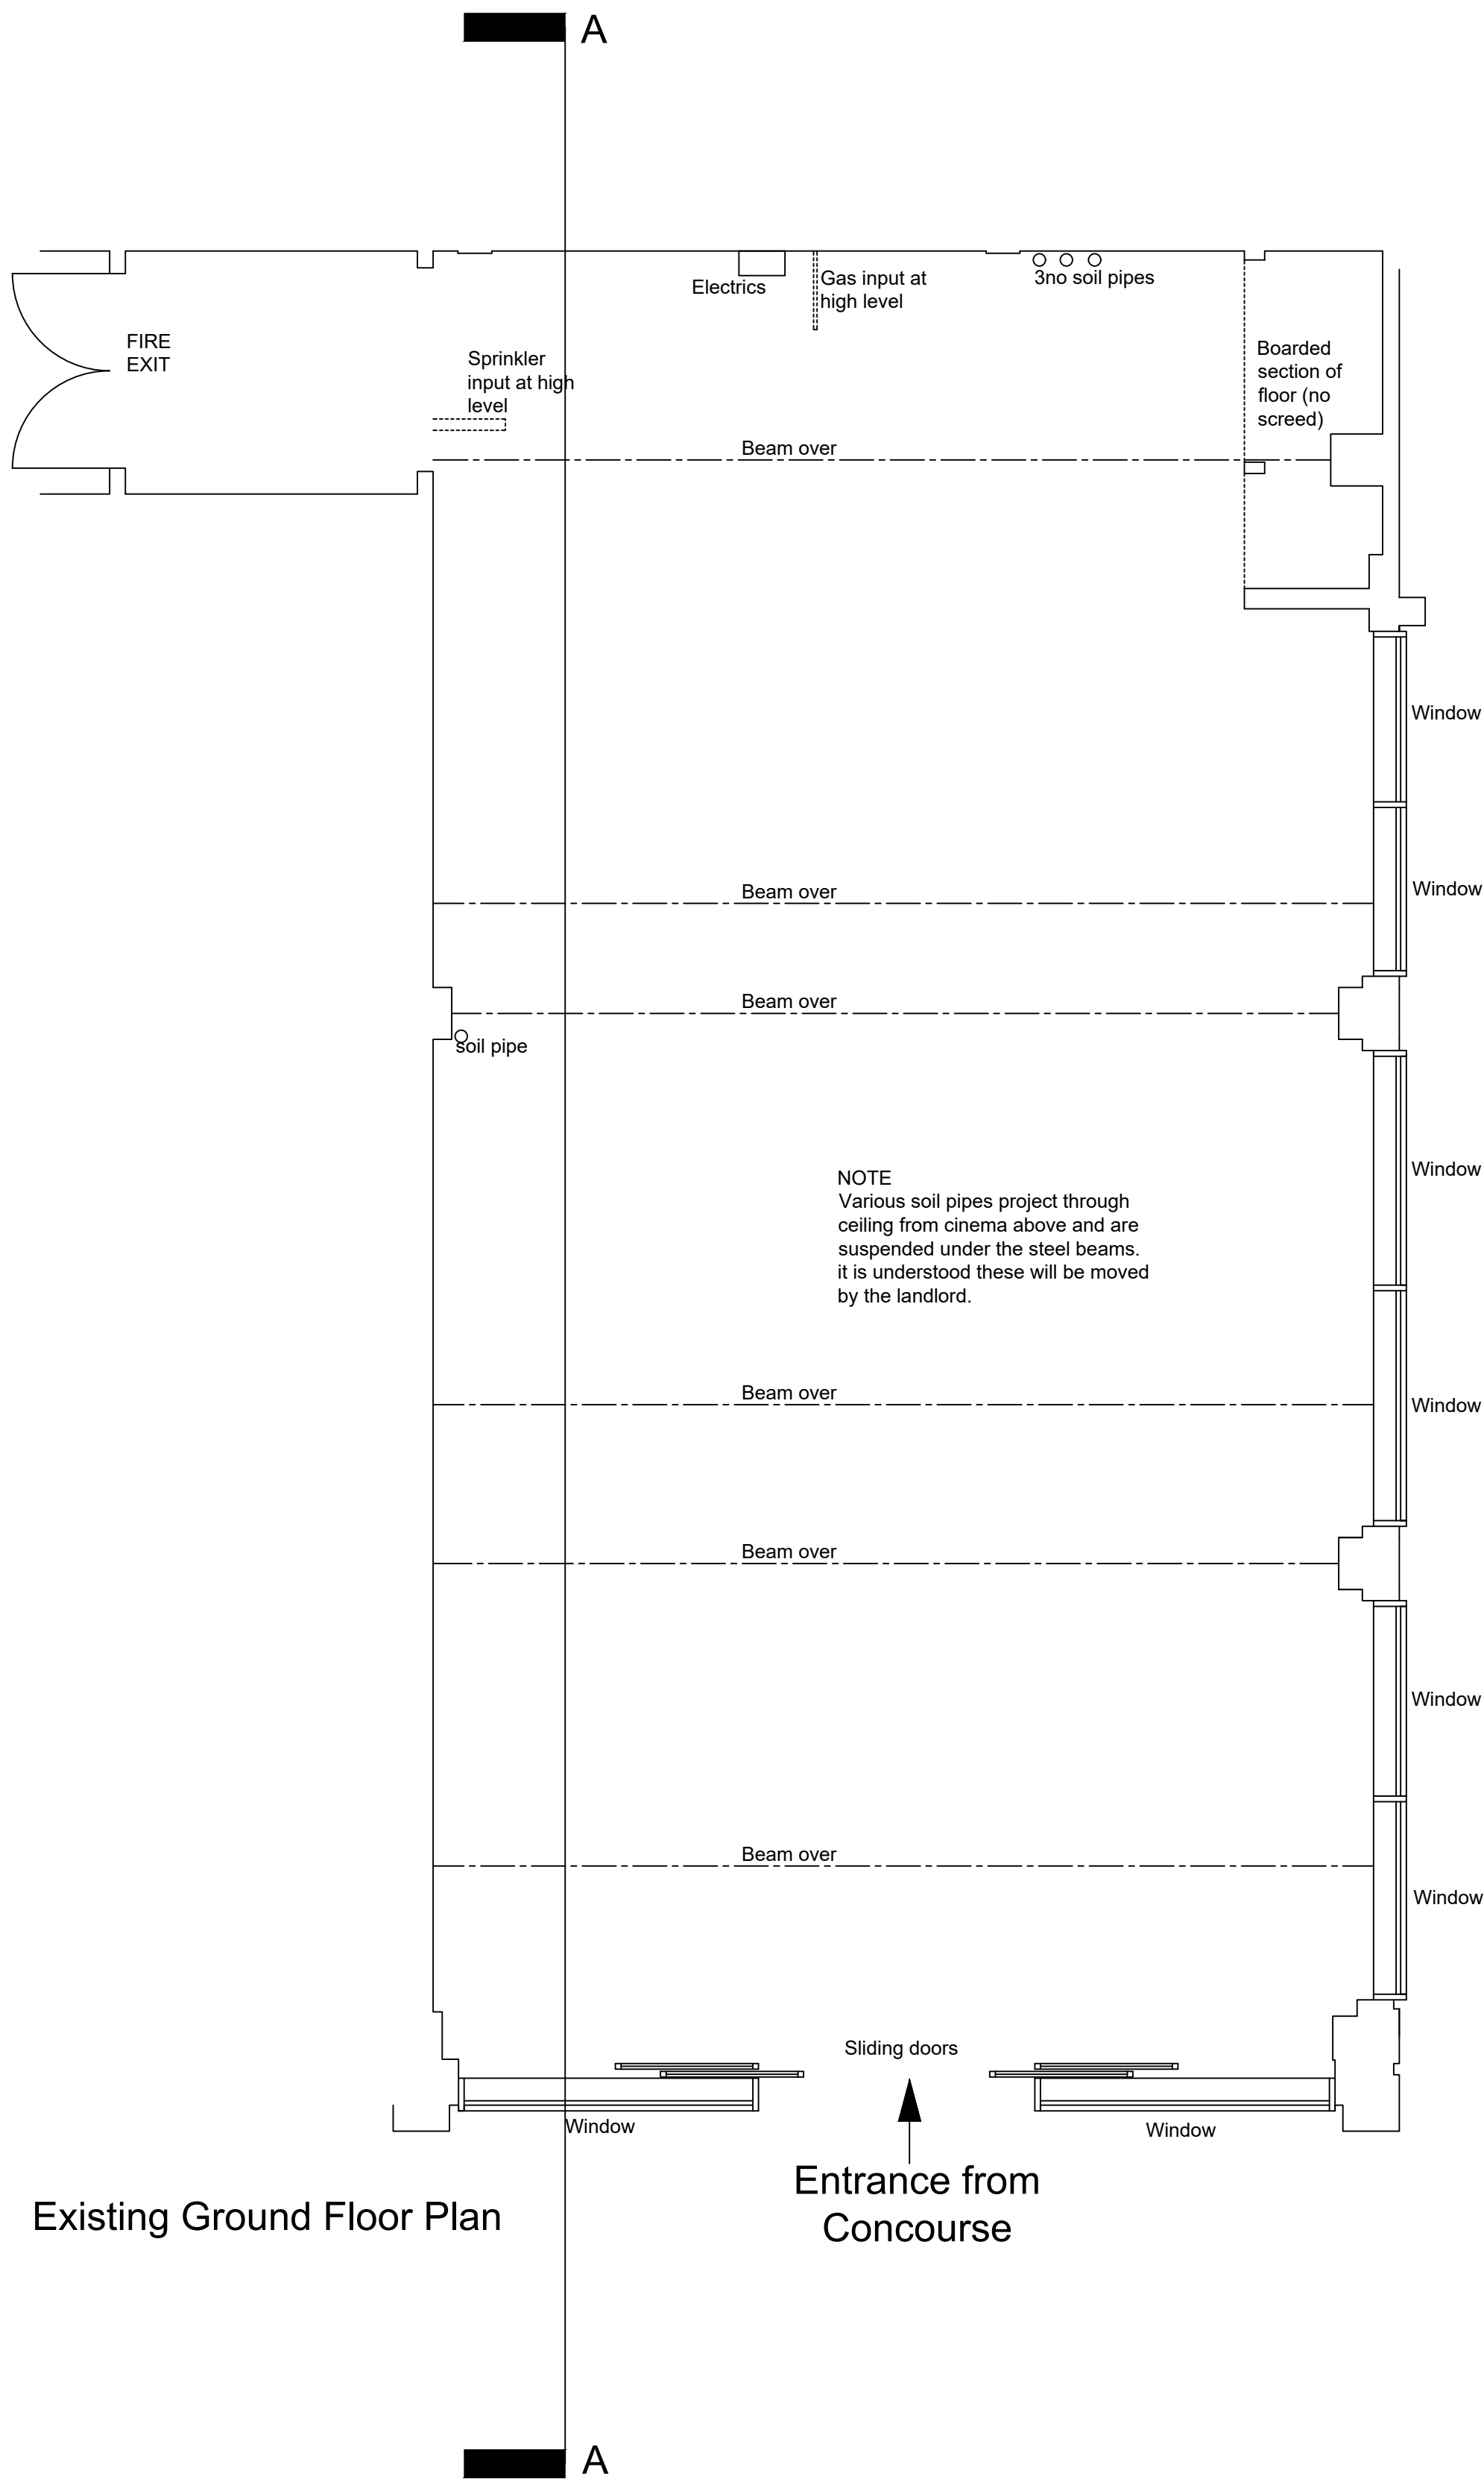 A
Electrics
Gas input at
high level
3no soil pipes
FIRE
EXIT
Sprinkler
input at high
level
Boarded
section of
floor (no
screed)
Beam over
Window
Window
Beam over
Beam over
soil pipe
NOTE
Various soil pipes project through
ceiling from cinema above and are
suspended under the steel beams.
it is understood these will be moved
by the landlord.
Window
Beam over
Window
Beam over
Window
Beam over
Window
Sliding doors
Window
Window
Entrance from
Concourse
Existing Ground Floor Plan
A